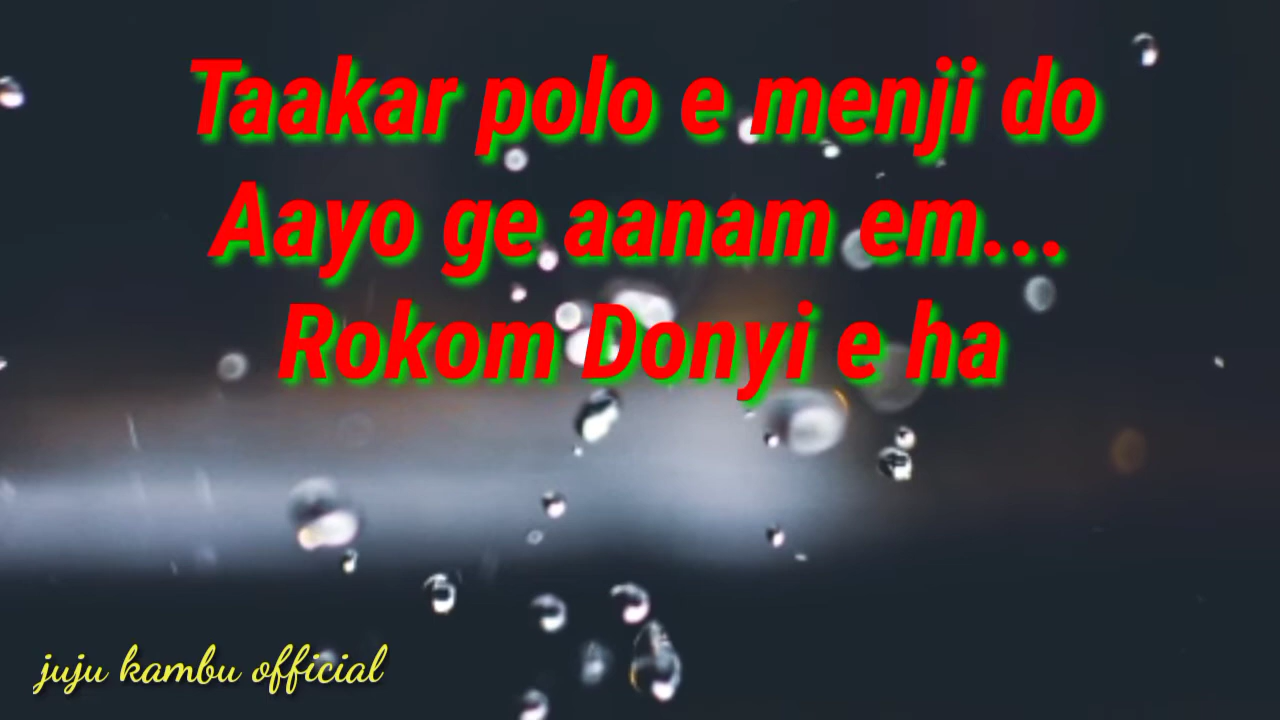 Taakar polo e menji do
Aayo ge aanam em...
Rokom Donyi e ha
juju kambu official